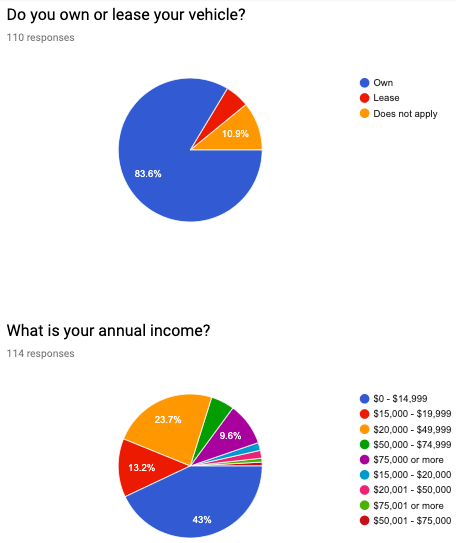 Do you own or lease your vehicle?
110 responses
Own
Lease
Does not apply
10.9%
83.6%
What is your annual income?
114 responses
$0 - $14,999
$15,000 - $19,999
$20,000 - $49,999
$50,000 - $74,999
$75,000 or more
$15,000 - $20,000
$20,001 - $50,000
$75,001 or more
$50,001 - $75,000
23.7%
9.6%
13.2%
43%